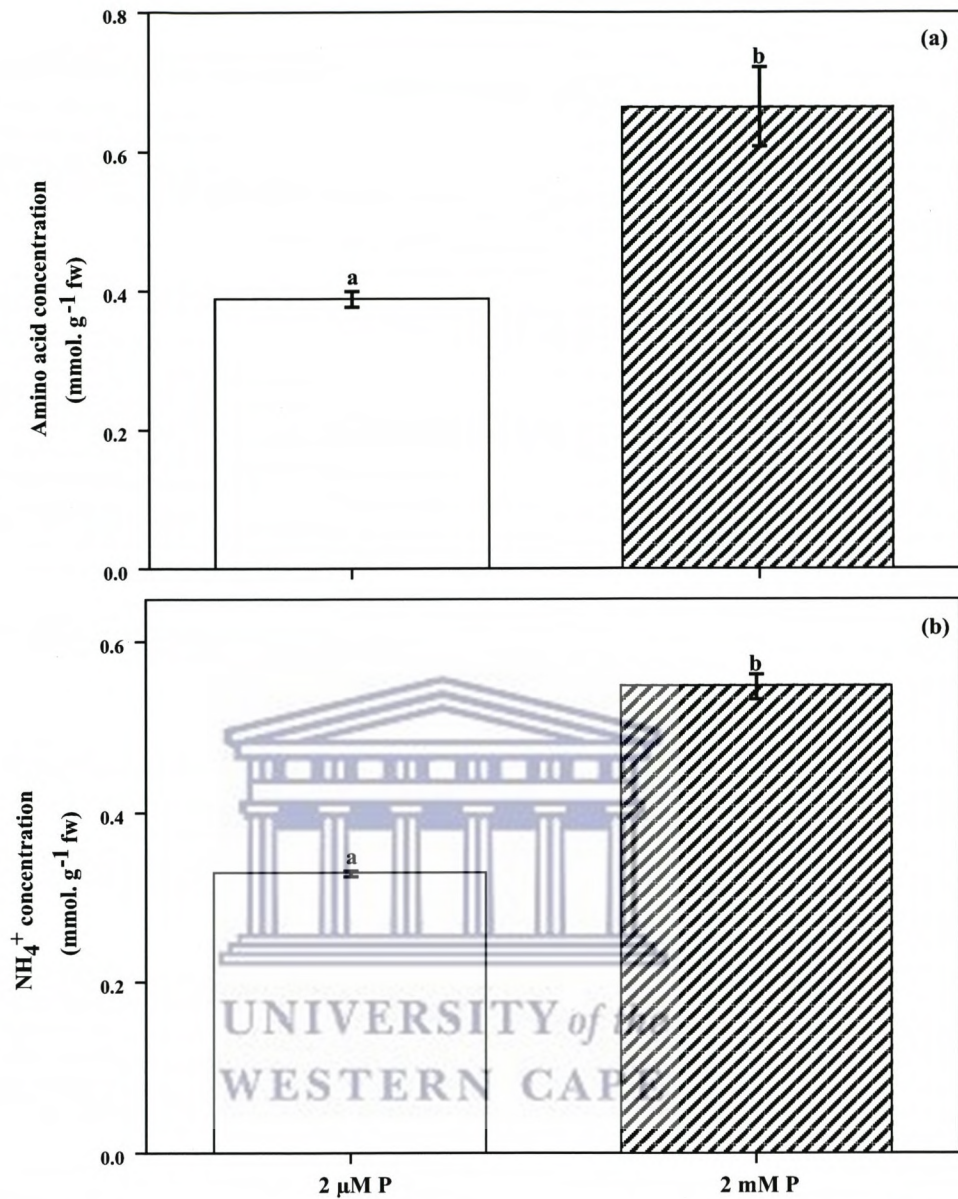 0.8
(a)
b
0.6
Amino acid concentration
(mmol. g⁻¹ fw)
a
0.4
0.2
0.0
(b)
0.6
b
NH₄⁺ concentration
(mmol. g⁻¹ fw)
0.4
a
0.2
UNIVERSITY of the
WESTERN CAPE
0.0
2 µM P
2 mM P